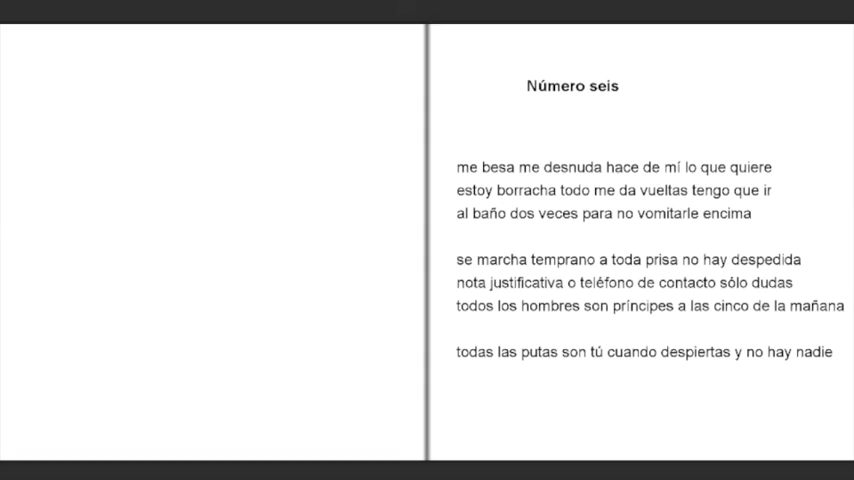 Número seis
me besa me desnuda hace de mí lo que quiere
estoy borracha todo me da vueltas tengo que ir
al baño dos veces para no vomitarle encima
se marcha temprano a toda prisa no hay despedida
nota justificativa o teléfono de contacto sólo dudas
todos los hombres son príncipes a las cinco de la mañana
todas las putas son tú cuando despiertas y no hay nadie